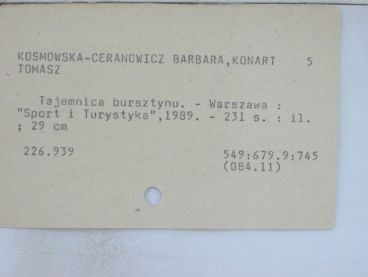 KOSMOWSKA-CERANOWICZ BARBARA,KONART 5
TOMASZ
Tajemnica bursztynu. - Warszawa :
"Sport i Turystyka",1989. - 231 s. : il.
; 29 cm
226.939 549:679.9:745
(084.11)